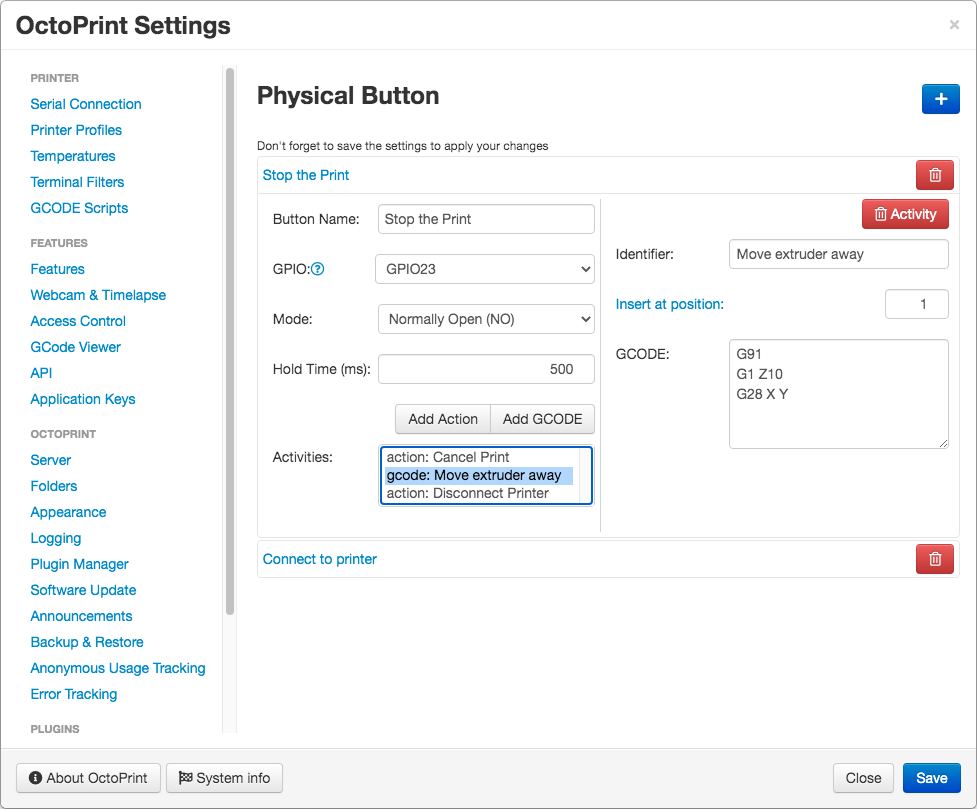 OctoPrint Settings
×
PRINTER
Serial Connection
Printer Profiles
Temperatures
Terminal Filters
GCODE Scripts
FEATURES
Features
Webcam & Timelapse
Access Control
GCode Viewer
API
Application Keys
OCTOPRINT
Server
Folders
Appearance
Logging
Plugin Manager
Software Update
Announcements
Backup & Restore
Anonymous Usage Tracking
Error Tracking
PLUGINS
Physical Button
+
Don't forget to save the settings to apply your changes
Stop the Print
Button Name: Stop the Print
GPIO:? GPIO23
Mode: Normally Open (NO)
Hold Time (ms): 500
Add Action Add GCODE
Activities: action: Cancel Print
gcode: Move extruder away
action: Disconnect Printer
Activity
Identifier: Move extruder away
Insert at position: 1
GCODE: G91
G1 Z10
G28 X Y
Connect to printer
About OctoPrint System info Close Save